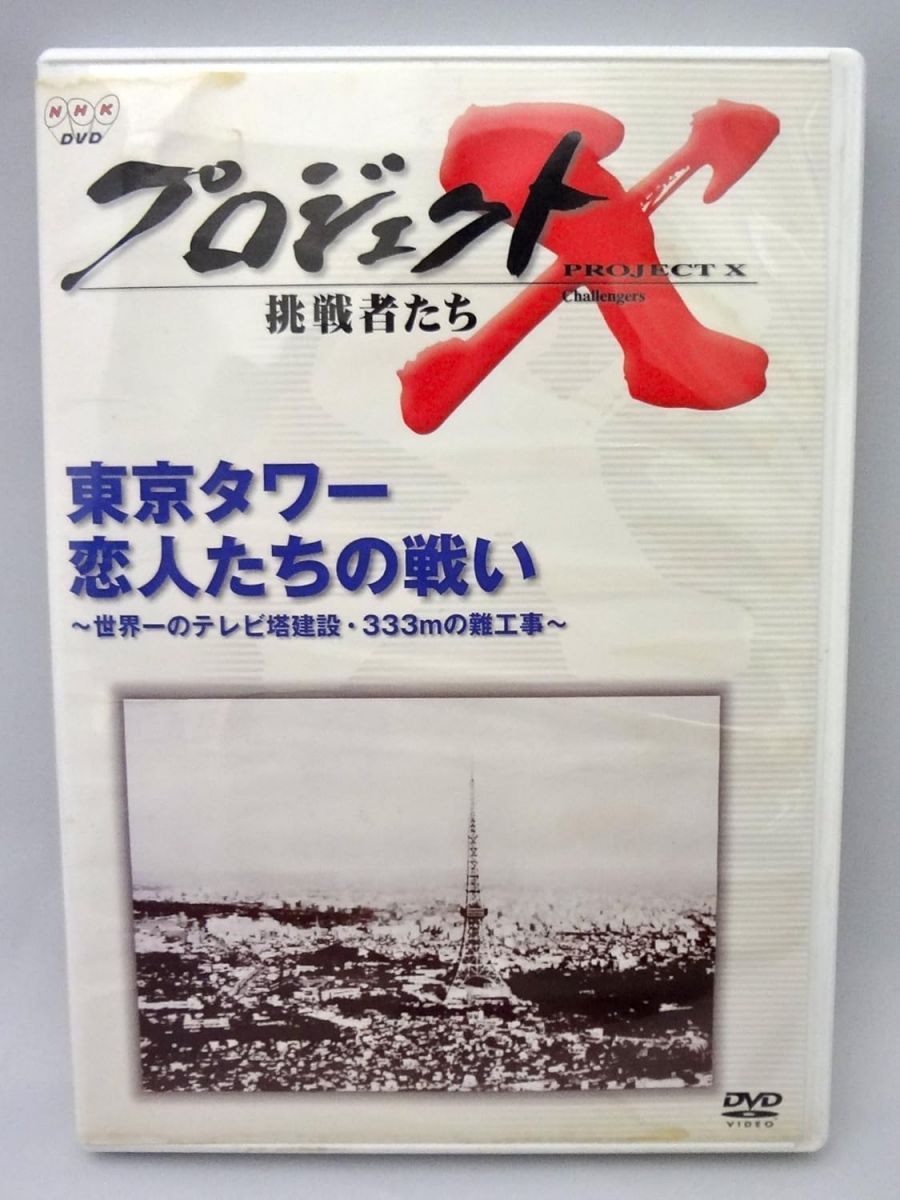 NHK
DVD
プロジェクトX
PROJECT X
挑戦者たち
Challengers
東京タワー
恋人たちの戦い
~世界一のテレビ塔建設・333mの難工事~
DVD
VIDEO